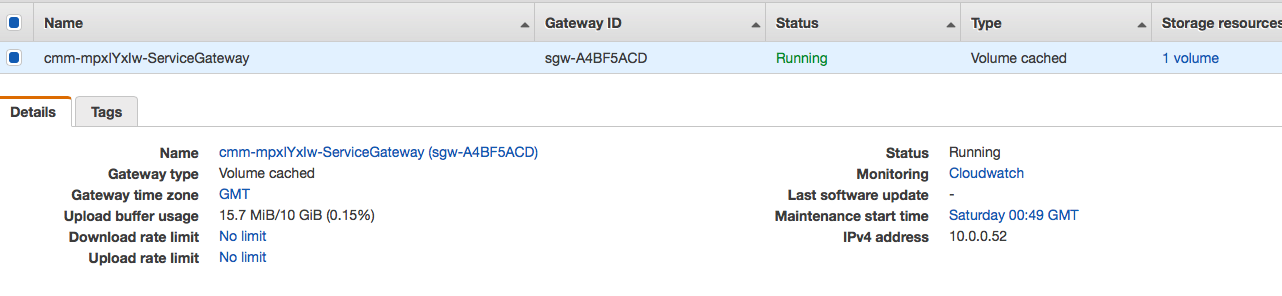 Name Gateway ID Status Type Storage resources
cmm-mpxlYxIw-ServiceGateway sgw-A4BF5ACD Running Volume cached 1 volume
Details Tags
Name cmm-mpxlYxIw-ServiceGateway (sgw-A4BF5ACD) Status Running
Gateway type Volume cached Monitoring Cloudwatch
Gateway time zone GMT Last software update -
Upload buffer usage 15.7 MiB/10 GiB (0.15%) Maintenance start time Saturday 00:49 GMT
Download rate limit No limit IPv4 address 10.0.0.52
Upload rate limit No limit